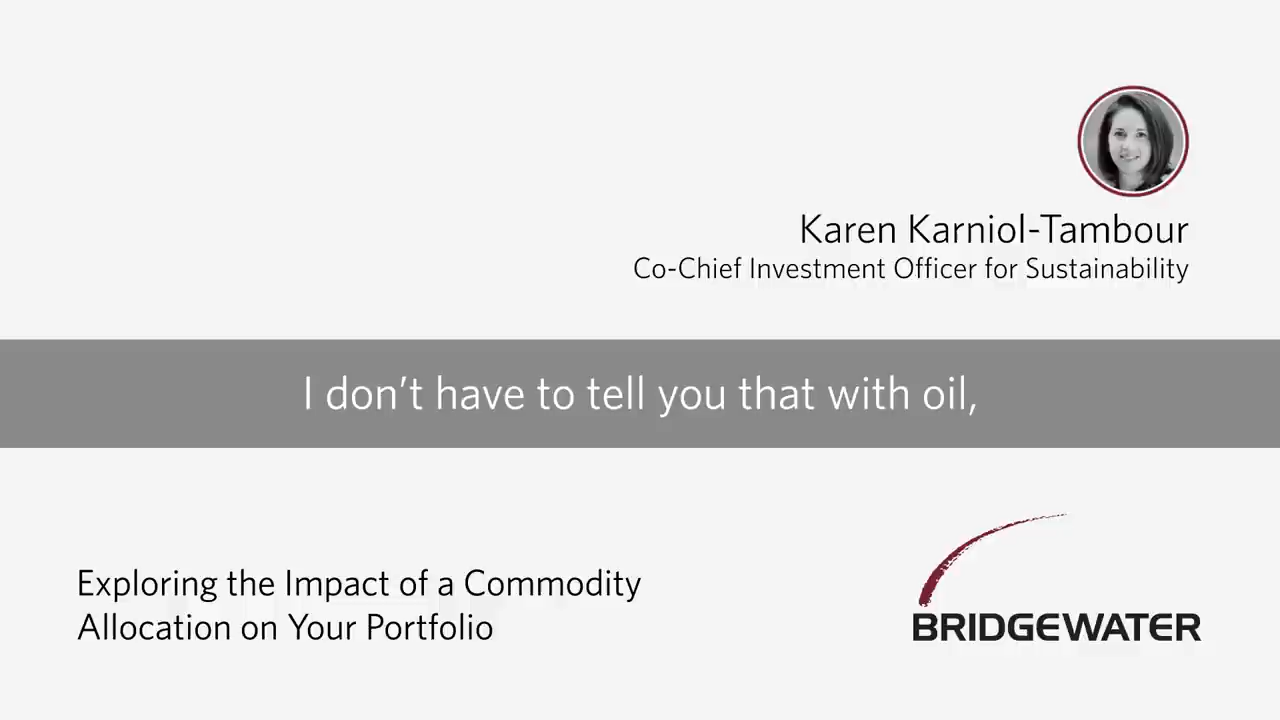 Karen Karniol-Tambour
Co-Chief Investment Officer for Sustainability
I don’t have to tell you that with oil,
Exploring the Impact of a Commodity
Allocation on Your Portfolio
BRIDGEWATER